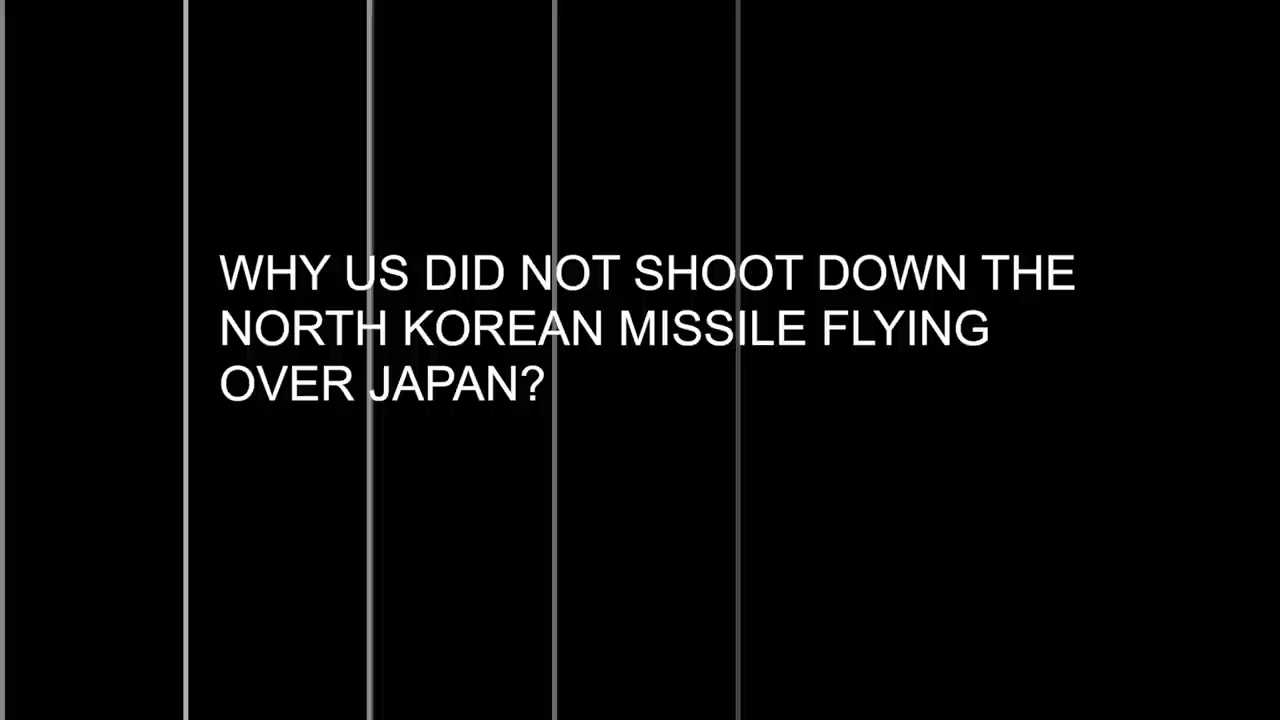 WHY US DID NOT SHOOT DOWN THE
NORTH KOREAN MISSILE FLYING
OVER JAPAN?